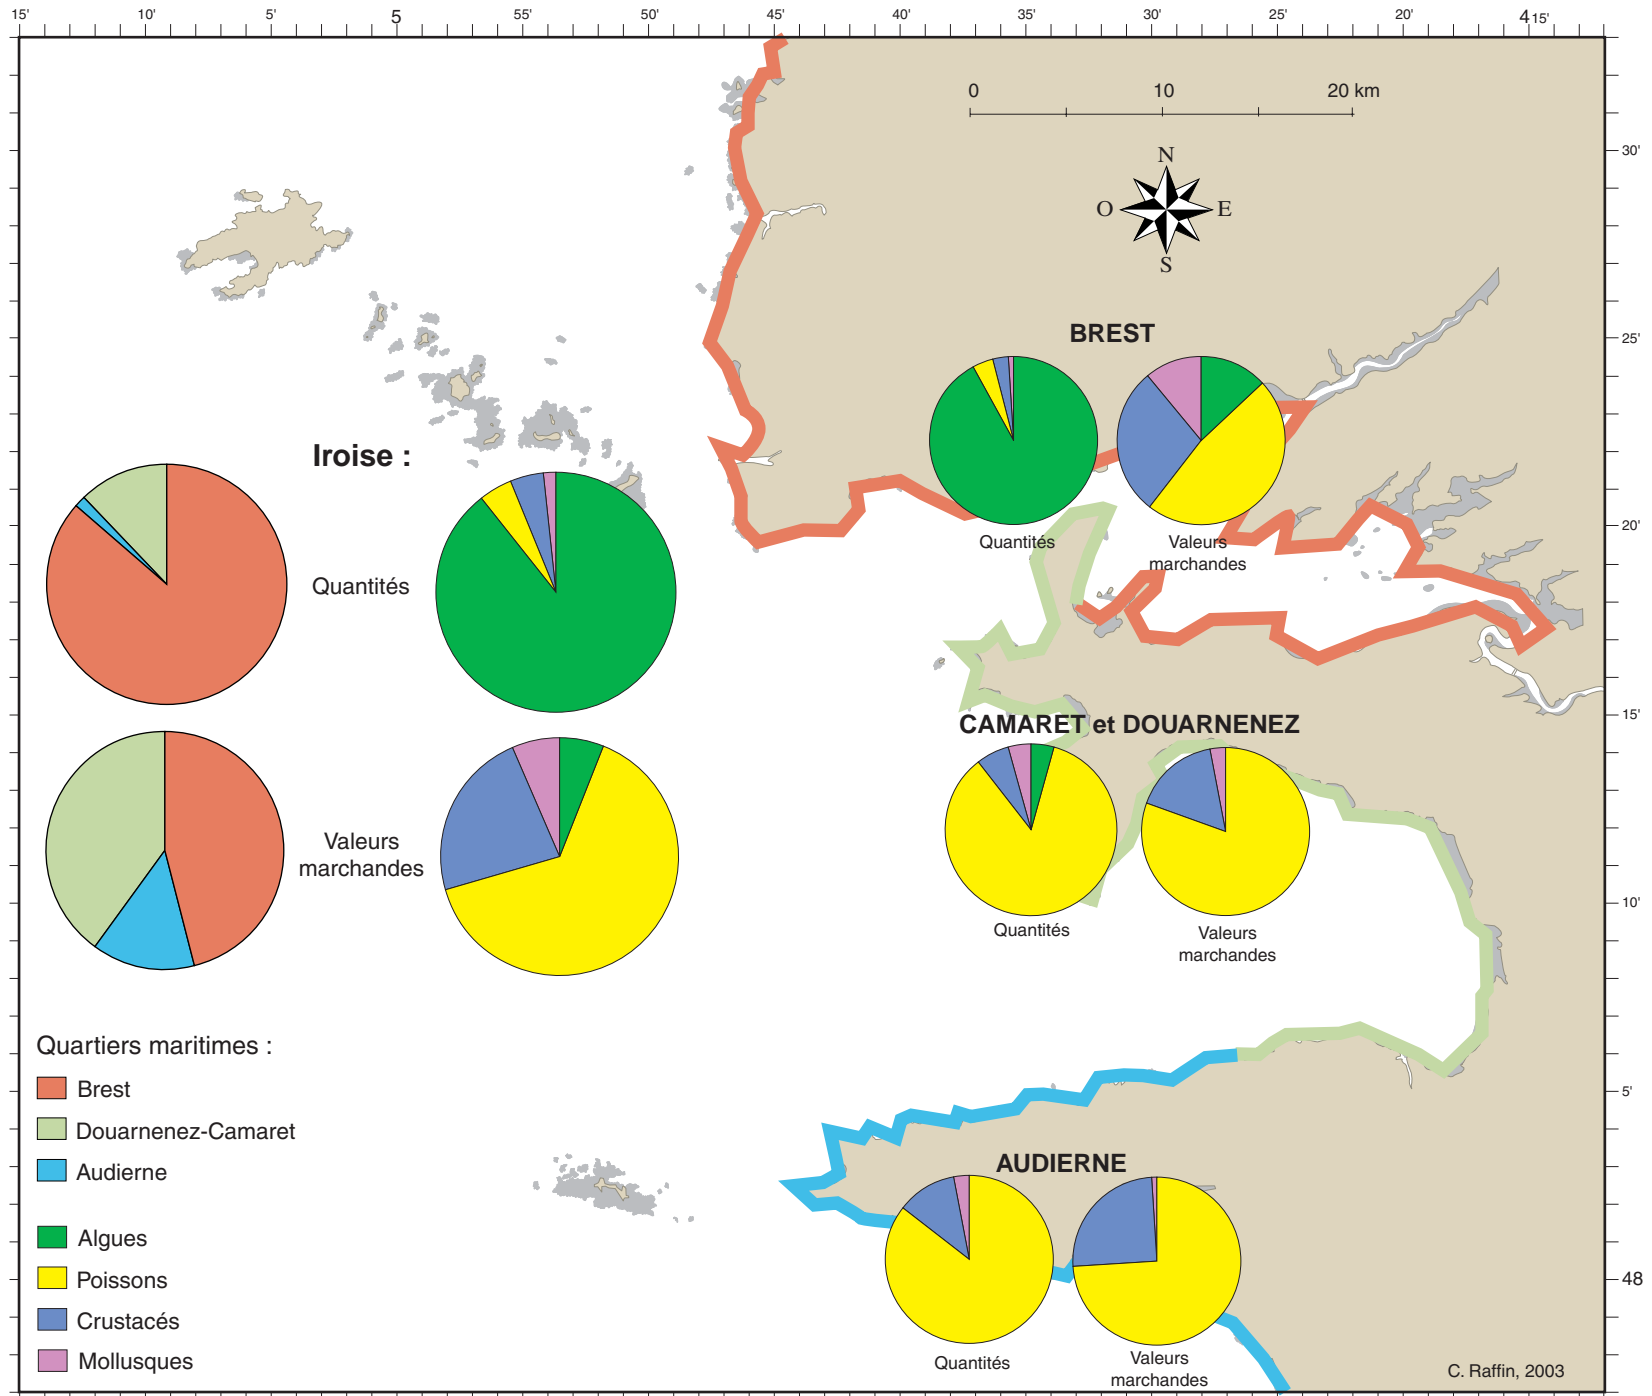 15' 10' 5' 5 55' 50' 45' 40' 35' 30' 25' 20' 4 15'
0 10 20 km
N
30'
O E
S
BREST
25'
Iroise :
20'
Quantités
Valeurs
marchandes
Quantités
15'
CAMARET et DOUARNENEZ
Valeurs
marchandes
10'
Quantités
Valeurs
marchandes
Quartiers maritimes :
Brest
5'
Douarnenez-Camaret
Audierne
AUDIERNE
Algues
Poissons
48
Crustacés
Mollusques
Quantités
Valeurs
marchandes
C. Raffin, 2003